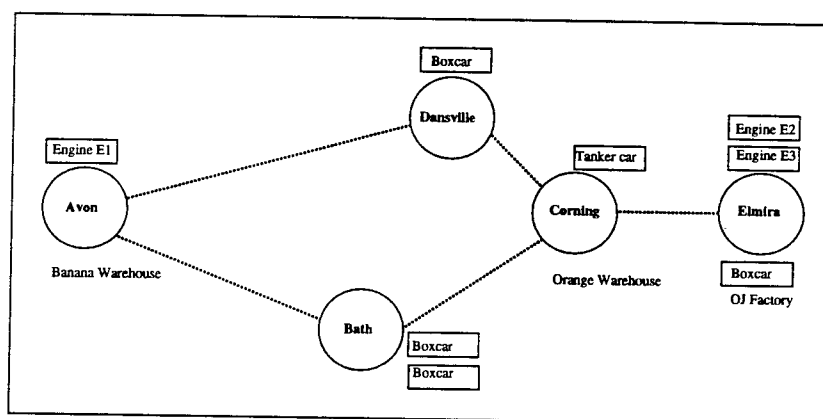 Boxcar
Dansville
Engine E1
Engine E2
Tanker car
Engine E3
Avon
Corning
Elmira
Banana Warehouse
Orange Warehouse
Boxcar
OJ Factory
Bath
Boxcar
Boxcar